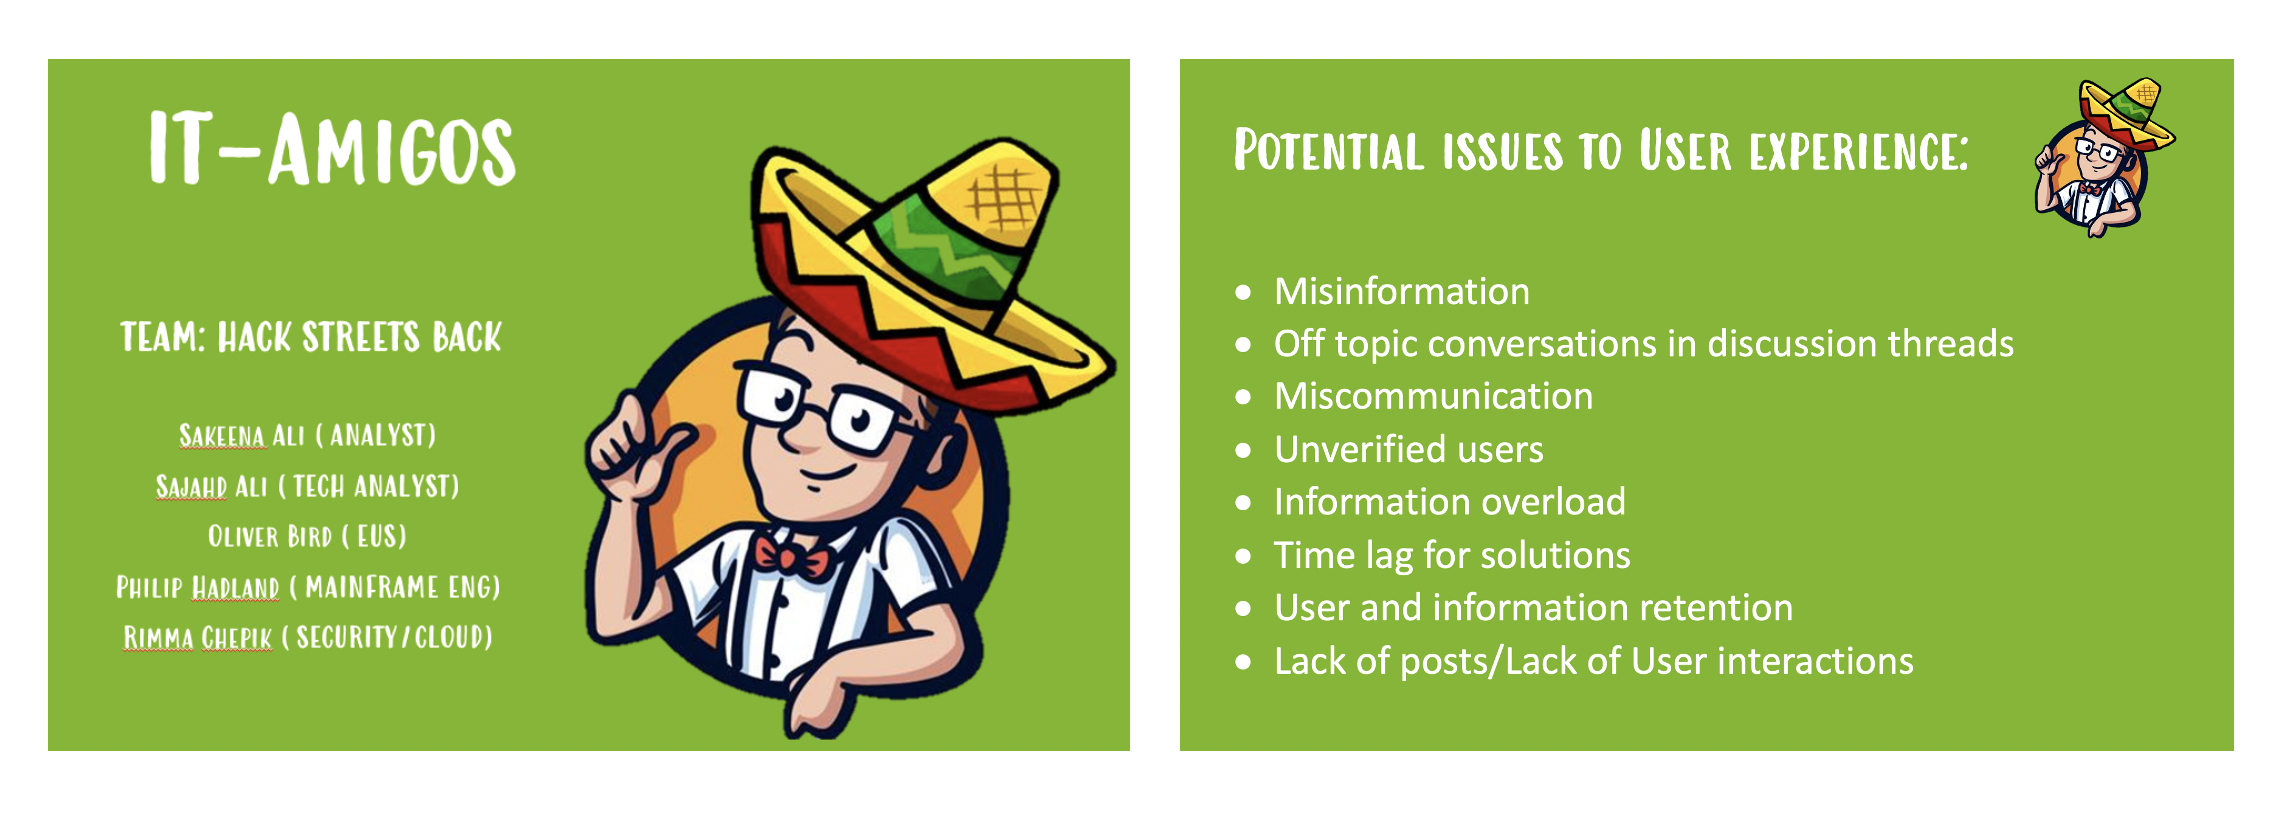 IT-Amigos
Team: Hack Streets Back
Sakeena Ali ( Analyst)
Sajahd Ali ( Tech Analyst)
Oliver Bird ( EUS)
Philip Hadland ( Mainframe Eng)
Rimma Chepik ( Security/Cloud)
Potential issues to User experience:
• Misinformation
• Off topic conversations in discussion threads
• Miscommunication
• Unverified users
• Information overload
• Time lag for solutions
• User and information retention
• Lack of posts/Lack of User interactions